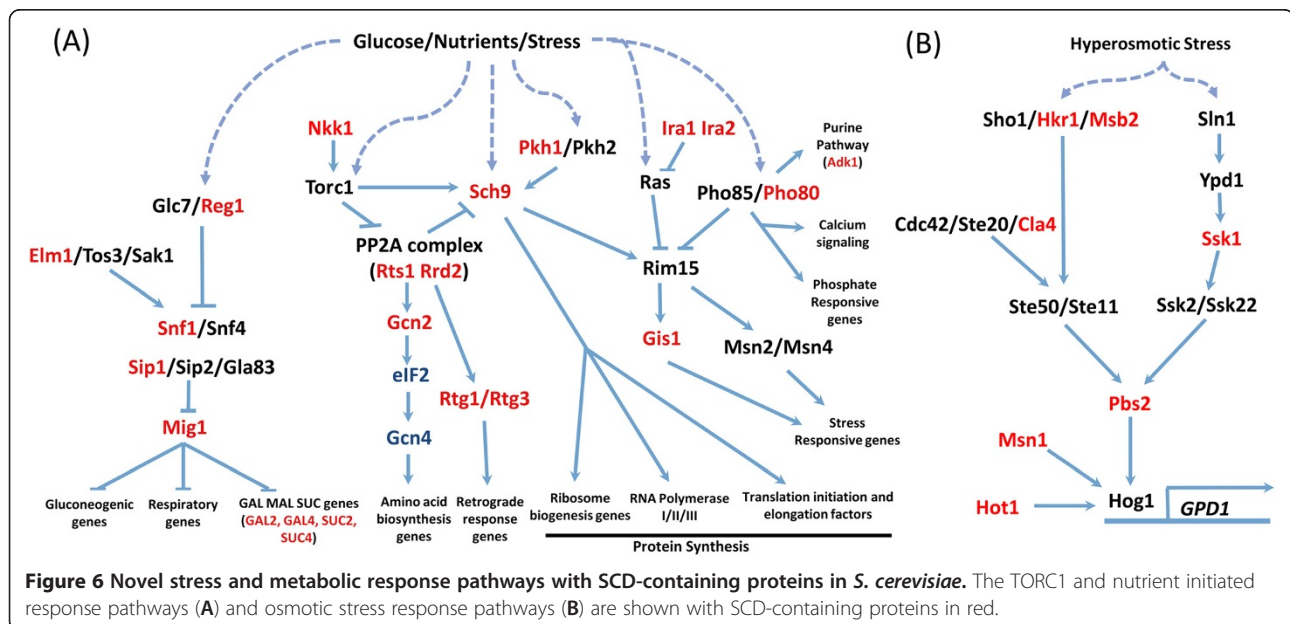 (A)
Glucose/Nutrients/Stress
Nkk1
Pkh1/Pkh2
Ira1 Ira2
Purine
Pathway
(Adk1)
Torc1
Sch9
Ras
Pho85/Pho80
Glc7/Reg1
Calcium
signaling
Elm1/Tos3/Sak1
PP2A complex
(Rts1 Rrd2)
Rim15
Phosphate
Responsive
genes
Snf1/Snf4
Gcn2
Gis1
Msn2/Msn4
Sip1/Sip2/Gla83
eIF2
Rtg1/Rtg3
Mig1
Gcn4
Stress
Responsive genes
Gluconeogenic
genes
Respiratory
genes
GAL MAL SUC genes
(GAL2, GAL4, SUC2,
SUC4)
Amino acid
biosynthesis
genes
Retrograde
response
genes
Ribosome
biogenesis genes
RNA Polymerase
I/II/III
Translation initiation and
elongation factors
Protein Synthesis
(B)
Hyperosmotic Stress
Sho1/Hkr1/Msb2
Sln1
Ypd1
Cdc42/Ste20/Cla4
Ssk1
Ste50/Ste11
Ssk2/Ssk22
Pbs2
Msn1
Hot1
Hog1
GPD1
Figure 6 Novel stress and metabolic response pathways with SCD-containing proteins in S. cerevisiae. The TORC1 and nutrient initiated
response pathways (A) and osmotic stress response pathways (B) are shown with SCD-containing proteins in red.